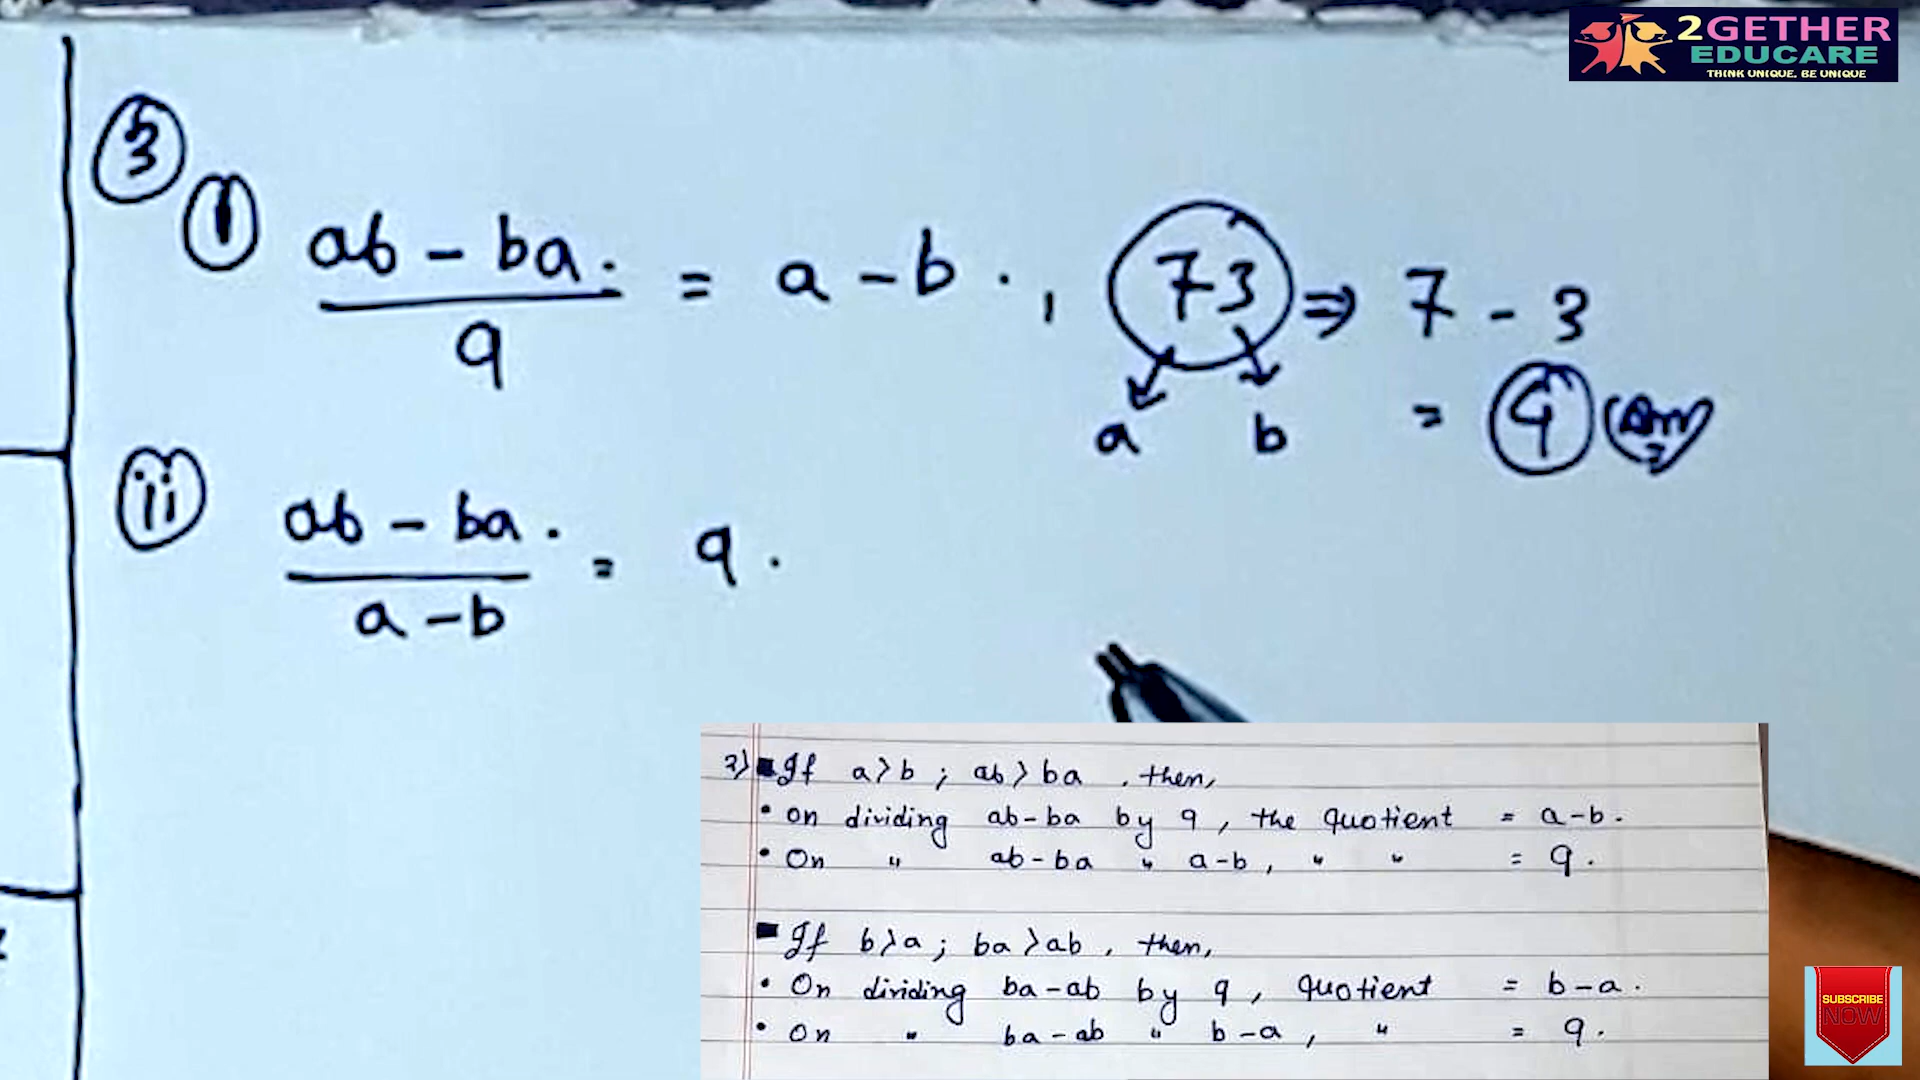 2GETHER
EDUCARE
THINK UNIQUE. BE UNIQUE
3
i ab - ba. / 9 = a - b. , 73 ⇒ 7 - 3
a b = 4 (Ans)
ii ab - ba. / a - b = 9.
3) If a>b ; ab>ba , then,
• On dividing ab-ba by 9, the quotient = a-b.
• On " ab-ba " a-b, " " = 9.
If b>a ; ba>ab , then,
• On dividing ba-ab by 9, quotient = b-a.
• On " ba-ab " b-a, " = 9.
SUBSCRIBE
NOW